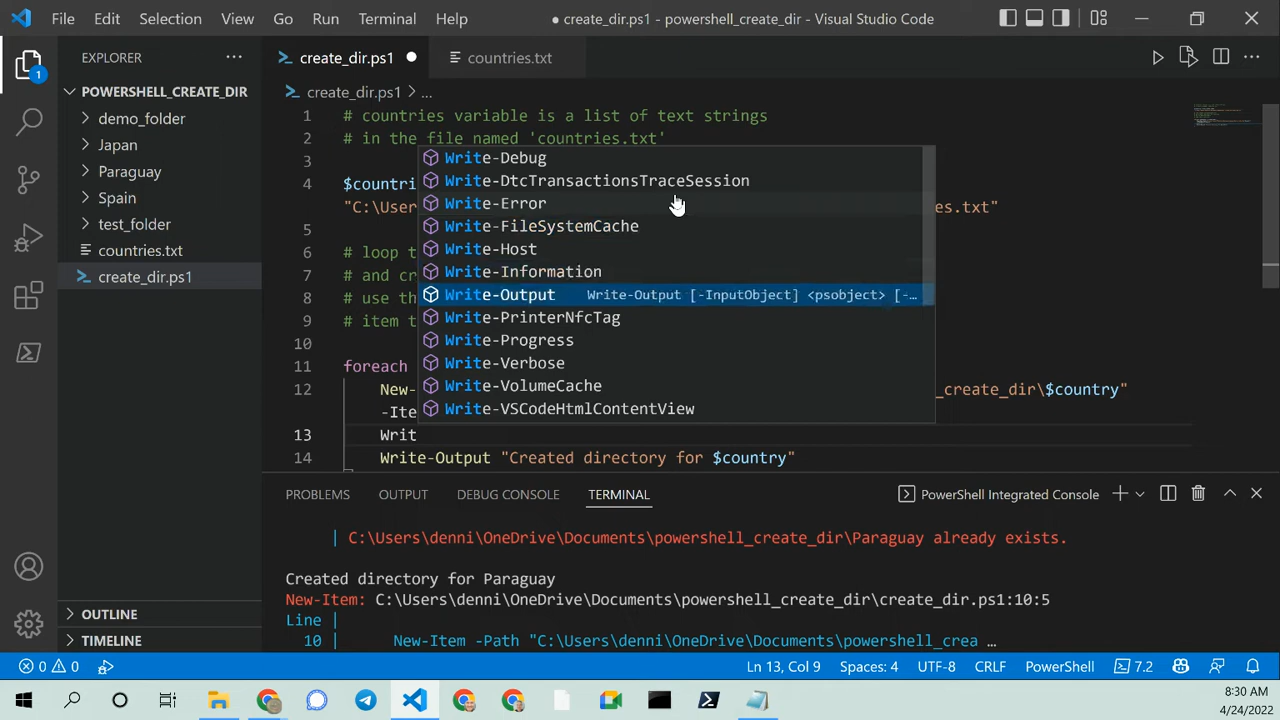 File Edit Selection View Go Run Terminal Help ● create_dir.ps1 - powershell_create_dir - Visual Studio Code
EXPLORER
create_dir.ps1
countries.txt
POWERSHELL_CREATE_DIR
demo_folder
Japan
Paraguay
Spain
test_folder
countries.txt
create_dir.ps1
OUTLINE
TIMELINE
1
create_dir.ps1 > ...
1 # countries variable is a list of text strings
2 # in the file named 'countries.txt'
3
4 $countri
"C:\User es.txt"
5
6 # loop t
7 # and cr
8 # use th
9 # item t
10
11 foreach
12 New- _create_dir\$country"
-Ite
13 Writ
14 Write-Output "Created directory for $country"
Write-Debug
Write-DtcTransactionsTraceSession
Write-Error
Write-FileSystemCache
Write-Host
Write-Information
Write-Output Write-Output [-InputObject] <psobject> [-…
Write-PrinterNfcTag
Write-Progress
Write-Verbose
Write-VolumeCache
Write-VSCodeHtmlContentView
PROBLEMS OUTPUT DEBUG CONSOLE TERMINAL PowerShell Integrated Console
| C:\Users\denni\OneDrive\Documents\powershell_create_dir\Paraguay already exists.
Created directory for Paraguay
New-Item: C:\Users\denni\OneDrive\Documents\powershell_create_dir\create_dir.ps1:10:5
Line |
10 | New-Item -Path "C:\Users\denni\OneDrive\Documents\powershell_crea …
0 0 Ln 13, Col 9 Spaces: 4 UTF-8 CRLF PowerShell 7.2
8:30 AM
4/24/2022